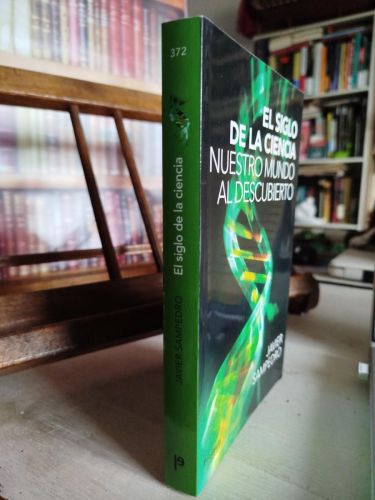 372
El siglo de la ciencia
JAVIER SAMPEDRO
EL SIGLO
DE LA CIENCIA
NUESTRO MUNDO
AL DESCUBIERTO
JAVIER
SAMPEDRO